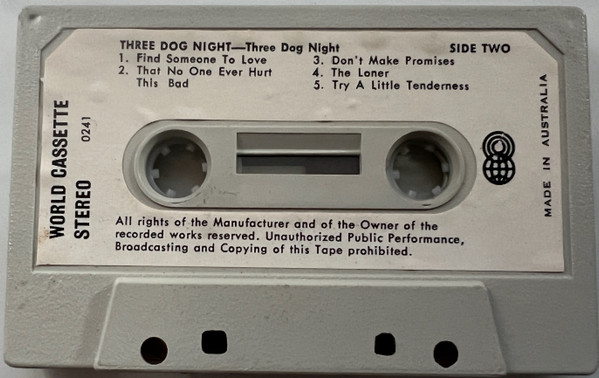 THREE DOG NIGHT—Three Dog Night
SIDE TWO
1. Find Someone To Love
2. That No One Ever Hurt
This Bad
3. Don't Make Promises
4. The Loner
5. Try A Little Tenderness
WORLD CASSETTE
STEREO 0241
MADE IN AUSTRALIA
All rights of the Manufacturer and of the Owner of the
recorded works reserved. Unauthorized Public Performance,
Broadcasting and Copying of this Tape prohibited.